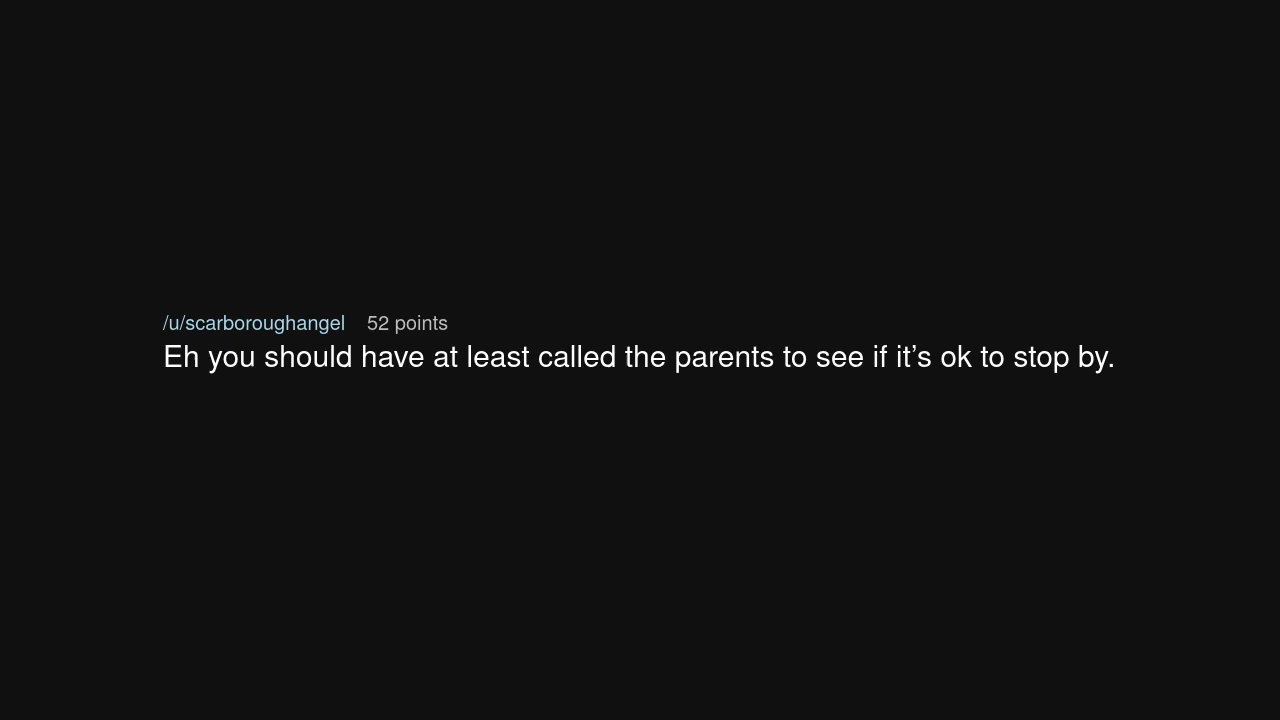 /u/scarboroughangel 52 points
Eh you should have at least called the parents to see if it’s ok to stop by.